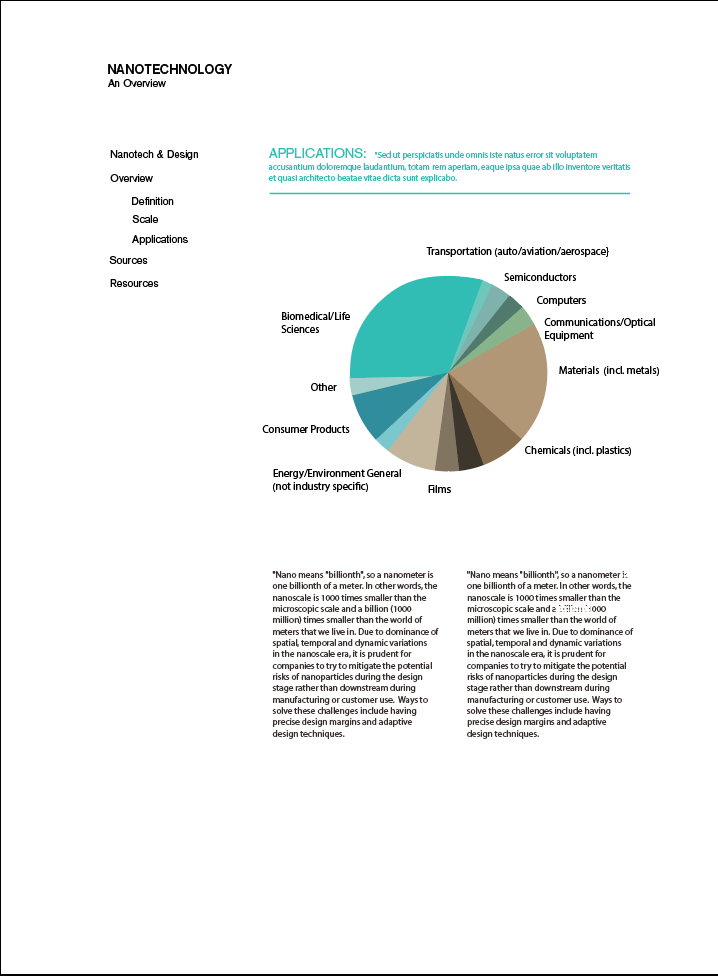 NANOTECHNOLOGY
An Overview
Nanotech & Design
Overview
Definition
Scale
Applications
Sources
Resources
APPLICATIONS: "Sed ut perspiciatis unde omnis iste natus error sit voluptatem
accusantium doloremque laudantium, totam rem aperiam, eaque ipsa quae ab illo inventore veritatis
et quasi architecto beatae vitae dicta sunt explicabo.
Transportation (auto/aviation/aerospace}
Semiconductors
Computers
Communications/Optical
Equipment
Materials (incl. metals)
Chemicals (incl. plastics)
Films
Energy/Environment General
(not industry specific)
Consumer Products
Other
Biomedical/Life
Sciences
"Nano means "billionth", so a nanometer is
one billionth of a meter. In other words, the
nanoscale is 1000 times smaller than the
microscopic scale and a billion (1000
million) times smaller than the world of
meters that we live in. Due to dominance of
spatial, temporal and dynamic variations
in the nanoscale era, it is prudent for
companies to try to mitigate the potential
risks of nanoparticles during the design
stage rather than downstream during
manufacturing or customer use. Ways to
solve these challenges include having
precise design margins and adaptive
design techniques.
"Nano means "billionth", so a nanometer
one billionth of a meter. In other words, the
nanoscale is 1000 times smaller than the
microscopic scale and a
million) times smaller than the world of
meters that we live in. Due to dominance of
spatial, temporal and dynamic variations
in the nanoscale era, it is prudent for
companies to try to mitigate the potential
risks of nanoparticles during the design
stage rather than downstream during
manufacturing or customer use. Ways to
solve these challenges include having
precise design margins and adaptive
design techniques.